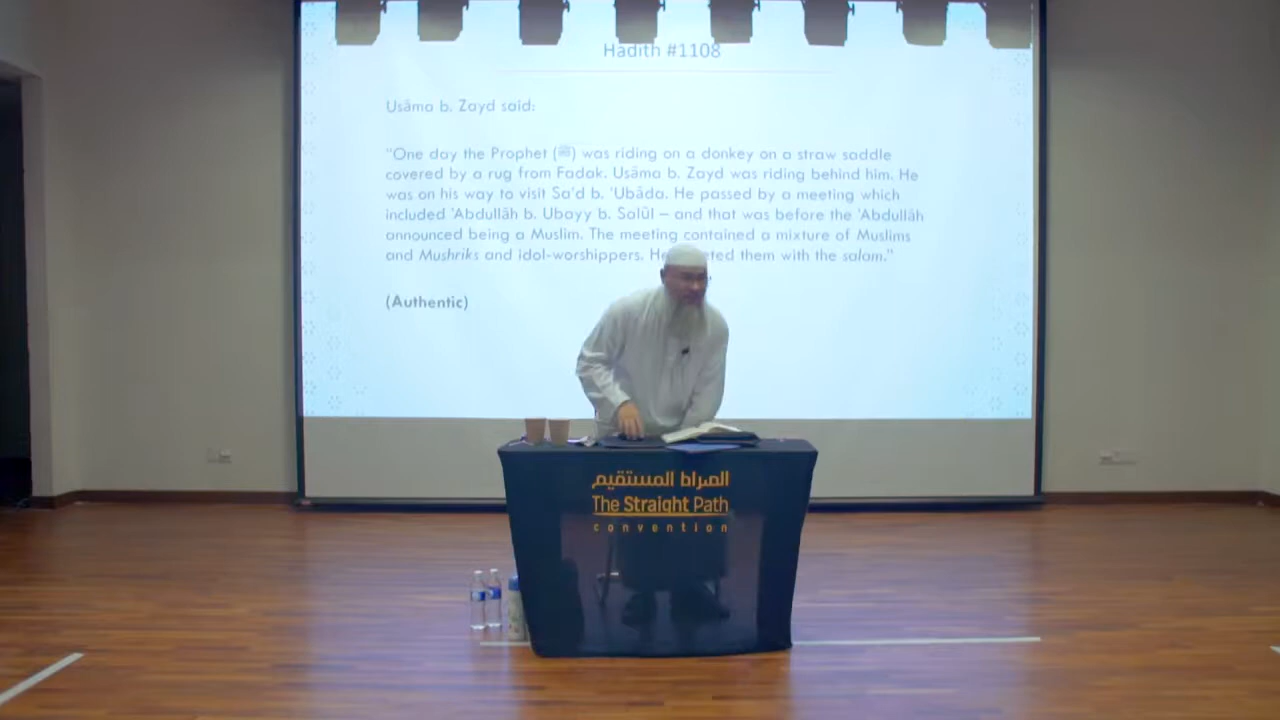 Hadith #1108
Usāma b. Zayd said:
"One day the Prophet (ﷺ) was riding on a donkey on a straw saddle
covered by a rug from Fadak. Usāma b. Zayd was riding behind him. He
was on his way to visit Sa'd b. 'Ubāda. He passed by a meeting which
included 'Abdullāh b. Ubayy b. Salūl – and that was before the 'Abdullāh
announced being a Muslim. The meeting contained a mixture of Muslims
and Mushriks and idol-worshippers. He them with the salam."
(Authentic)
الصراط المستقيم
The Straight Path
convention